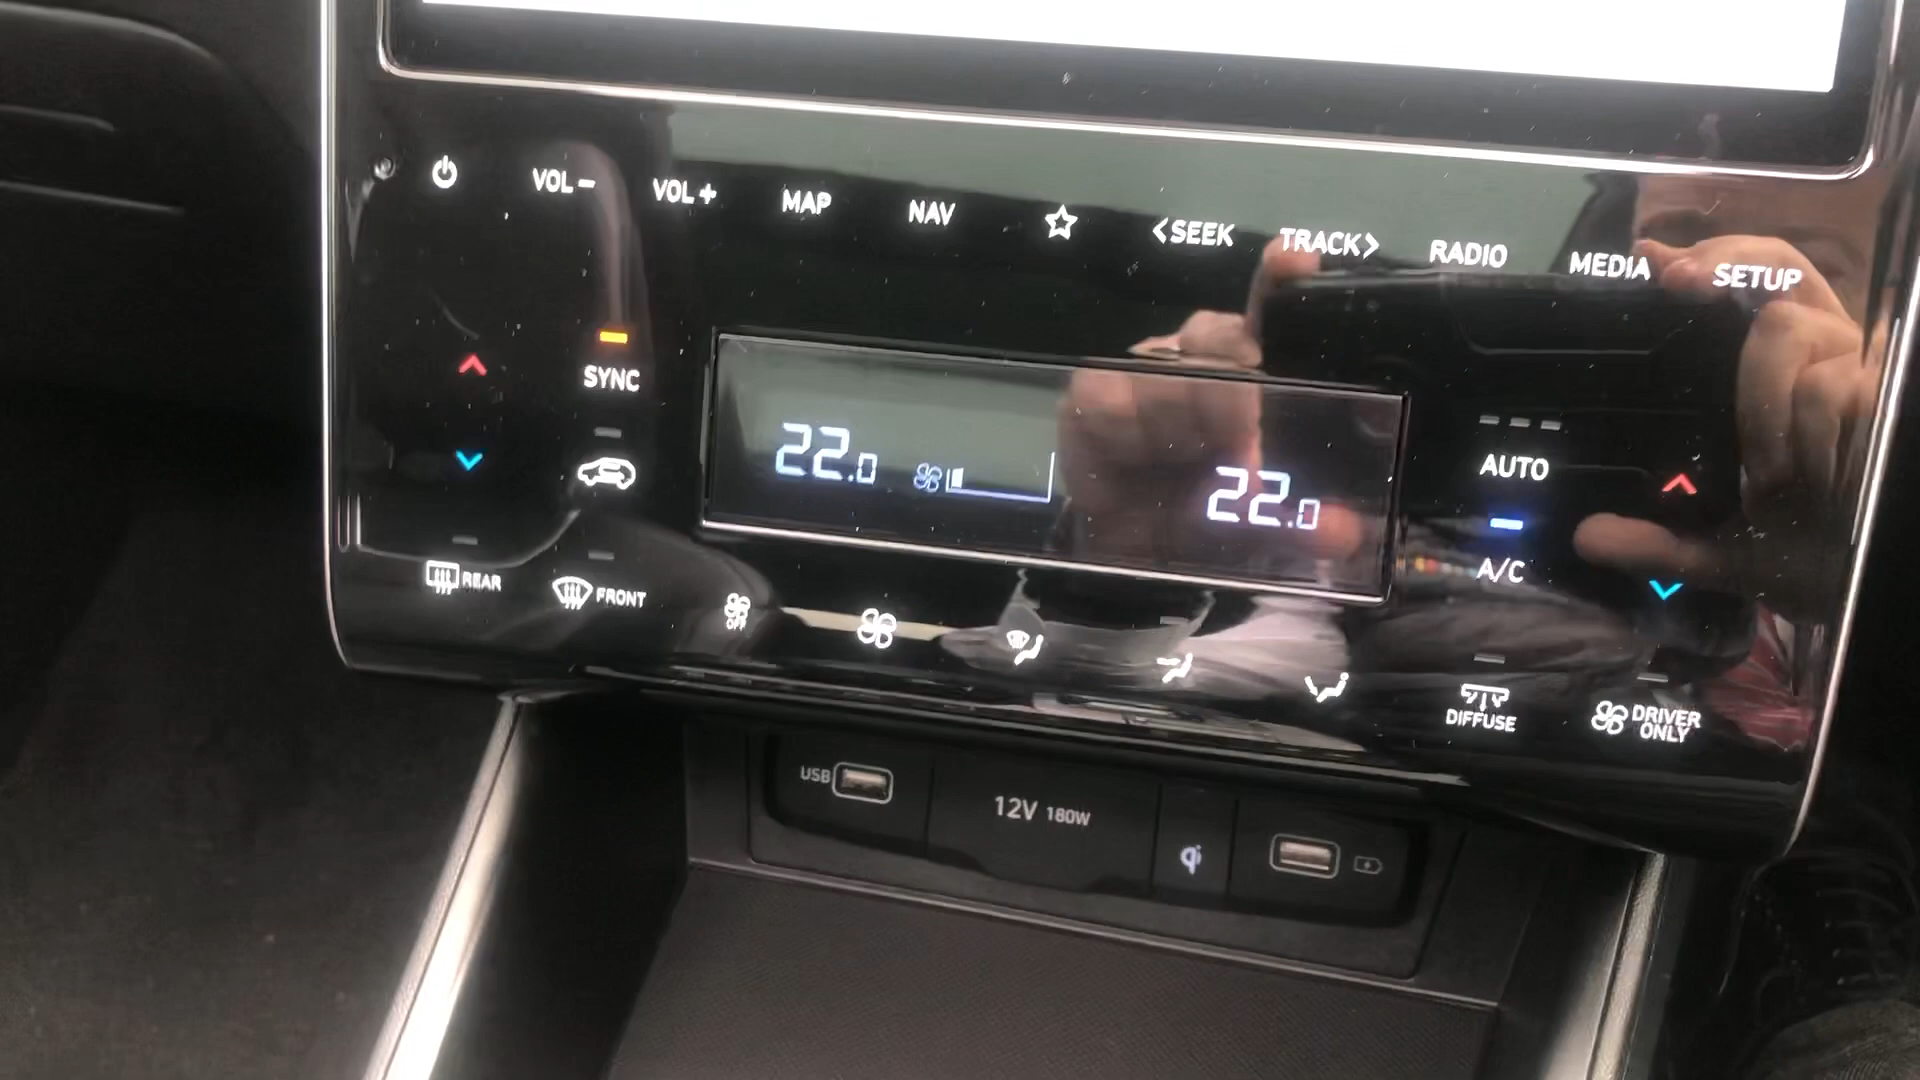 VOL - VOL + MAP NAV <SEEK TRACK> RADIO MEDIA SETUP
SYNC
22.0 22.0
AUTO
A/C
REAR FRONT
OFF
DIFFUSE
DRIVER
ONLY
USB
12V 180W
qi